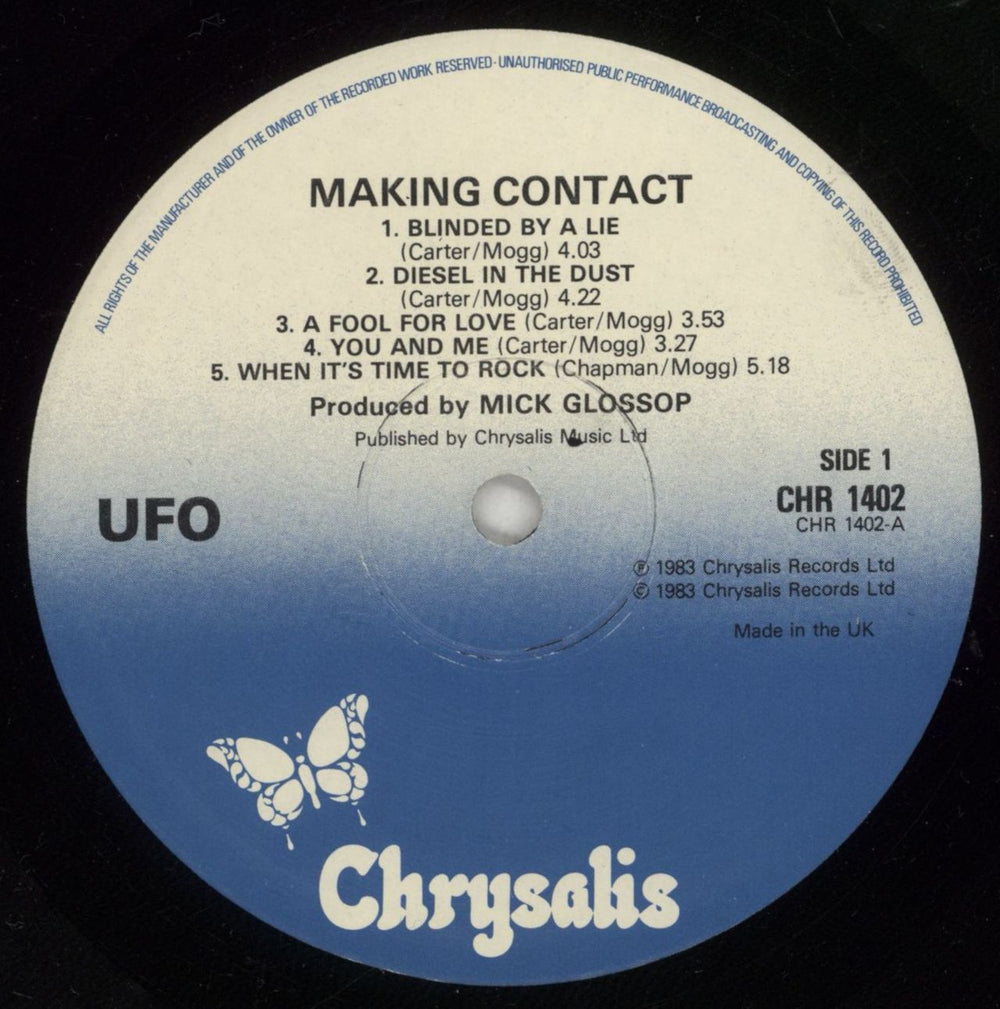 ALL RIGHTS OF THE MANUFACTURER AND OF THE OWNER OF THE RECORDED WORK RESERVED · UNAUTHORISED PUBLIC PERFORMANCE BROADCASTING AND COPYING OF THIS RECORD PROHIBITED
MAKING CONTACT
1. BLINDED BY A LIE
(Carter/Mogg) 4.03
2. DIESEL IN THE DUST
(Carter/Mogg) 4.22
3. A FOOL FOR LOVE (Carter/Mogg) 3.53
4. YOU AND ME (Carter/Mogg) 3.27
5. WHEN IT'S TIME TO ROCK (Chapman/Mogg) 5.18
Produced by MICK GLOSSOP
Published by Chrysalis Music Ltd
SIDE 1
CHR 1402
CHR 1402-A
UFO
℗ 1983 Chrysalis Records Ltd
© 1983 Chrysalis Records Ltd
Made in the UK
Chrysalis